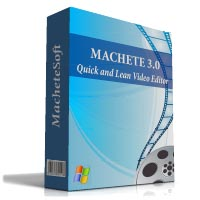 MACHETE 3.0
Quick and Lean Video Editor
MacheteSoft